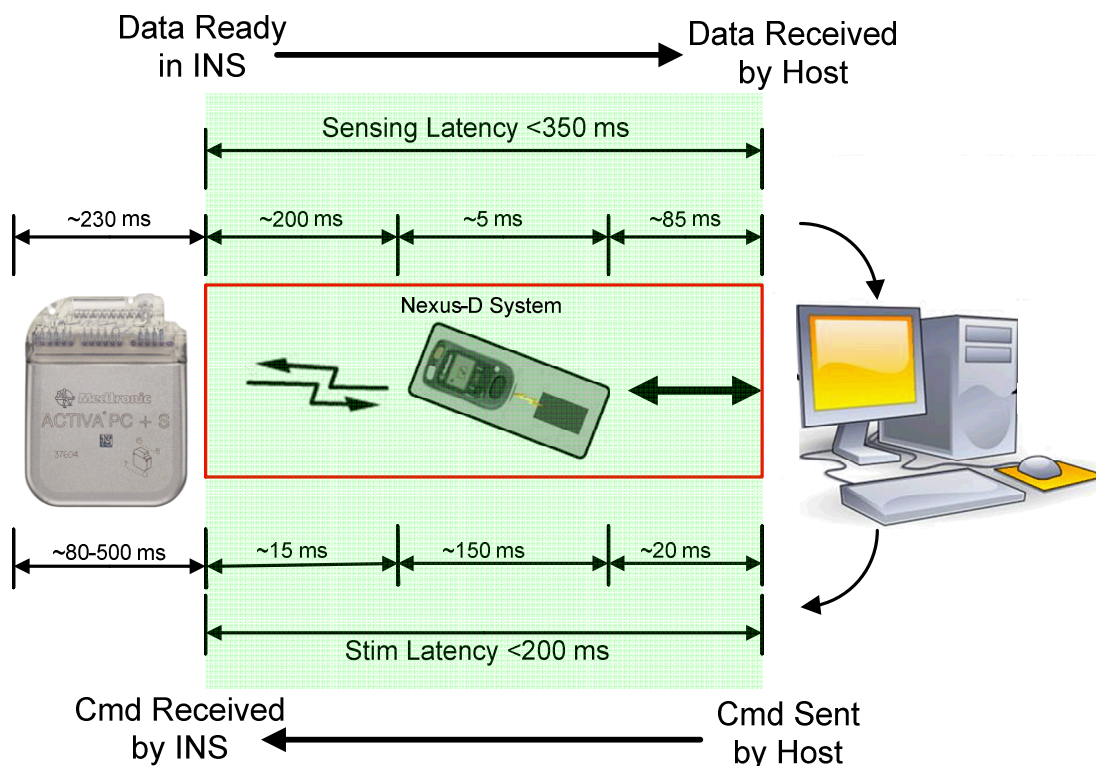 Data Ready
in INS
Data Received
by Host
Sensing Latency <350 ms
~230 ms
~200 ms
~5 ms
~85 ms
Nexus-D System
Medtronic
ACTIVA® PC + S
37604
~80-500 ms
~15 ms
~150 ms
~20 ms
Stim Latency <200 ms
Cmd Received
by INS
Cmd Sent
by Host